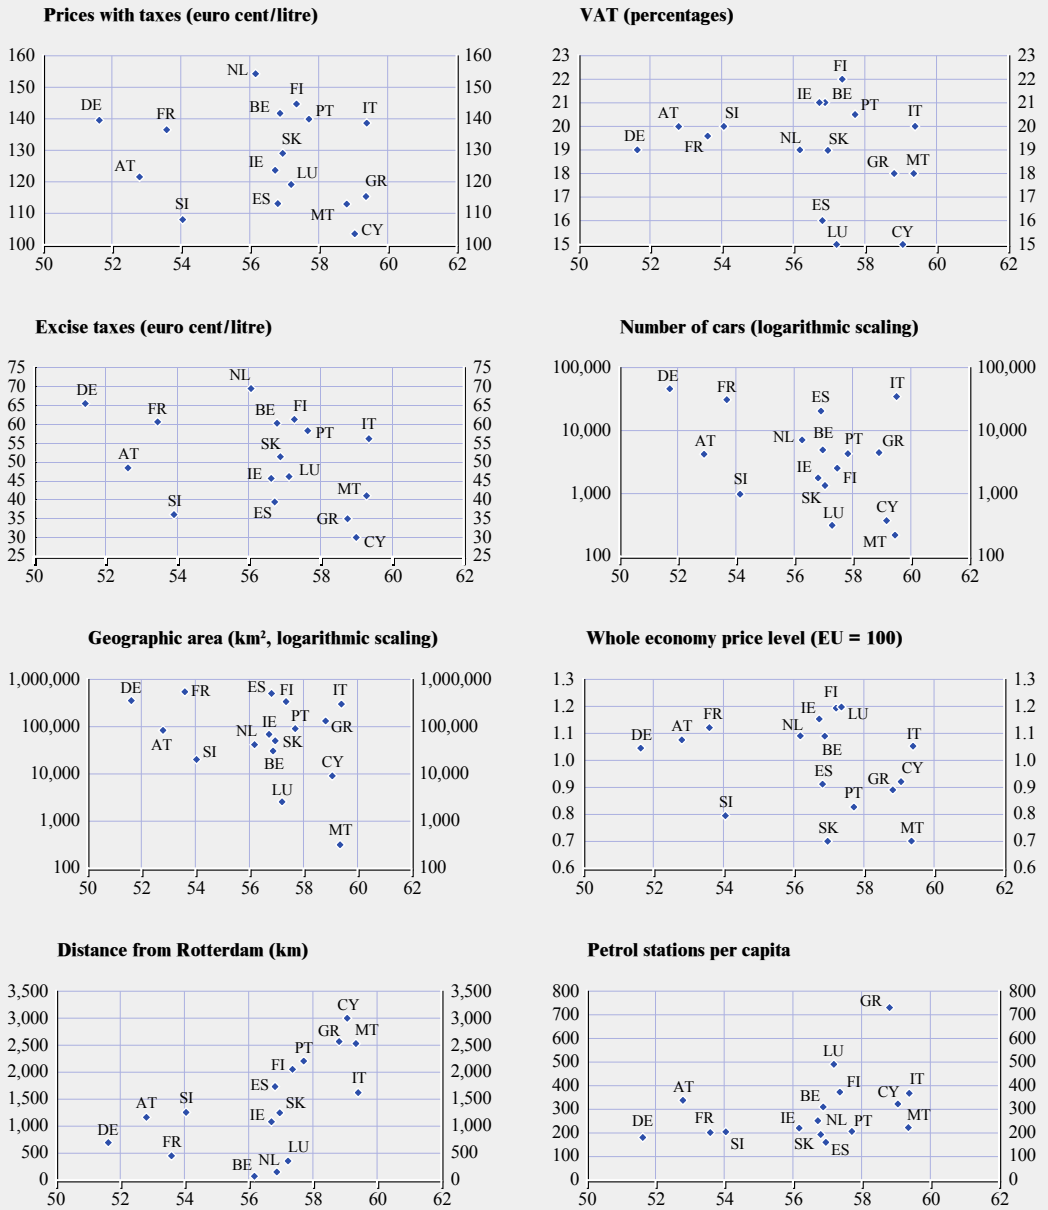 Prices with taxes (euro cent/litre)
160 160
150 150
140 140
130 130
120 120
110 110
100 100
NL
FI
DE
FR
BE
PT
IT
SK
AT
IE
LU
GR
SI
ES
MT
CY
50 52 54 56 58 60 62
VAT (percentages)
23 23
22 22
21 21
20 20
19 19
18 18
17 17
16 16
15 15
FI
IE BE
PT
AT SI IT
DE
FR
NL SK
GR MT
ES
LU CY
50 52 54 56 58 60 62
Excise taxes (euro cent/litre)
75 75
70 70
65 65
60 60
55 55
50 50
45 45
40 40
35 35
30 30
25 25
NL
DE
FR
BE FI
PT
IT
SK
AT
IE LU
MT
SI
ES
GR
CY
50 52 54 56 58 60 62
Number of cars (logarithmic scaling)
100,000 100,000
10,000 10,000
1,000 1,000
100 100
DE
FR
ES
IT
AT
NL BE PT GR
SI
IE
FI
SK
LU
CY
MT
50 52 54 56 58 60 62
Geographic area (km², logarithmic scaling)
1,000,000 1,000,000
100,000 100,000
10,000 10,000
1,000 1,000
100 100
DE FR ES FI IT
AT
SI
NL IE PT GR
SK
BE
CY
LU
MT
50 52 54 56 58 60 62
Whole economy price level (EU = 100)
1.3 1.3
1.2 1.2
1.1 1.1
1.0 1.0
0.9 0.9
0.8 0.8
0.7 0.7
0.6 0.6
FI
IE LU
DE AT FR
NL
BE
IT
ES
CY
GR
PT
SI
SK MT
50 52 54 56 58 60 62
Distance from Rotterdam (km)
3,500 3,500
3,000 3,000
2,500 2,500
2,000 2,000
1,500 1,500
1,000 1,000
500 500
0 0
CY
GR MT
PT
FI
ES
IT
AT SI
SK
IE
DE
FR
BE NL LU
50 52 54 56 58 60 62
Petrol stations per capita
800 800
700 700
600 600
500 500
400 400
300 300
200 200
100 100
0 0
GR
LU
AT
FI IT
BE CY
DE FR
SI
IE NL PT MT
SK ES
50 52 54 56 58 60 62